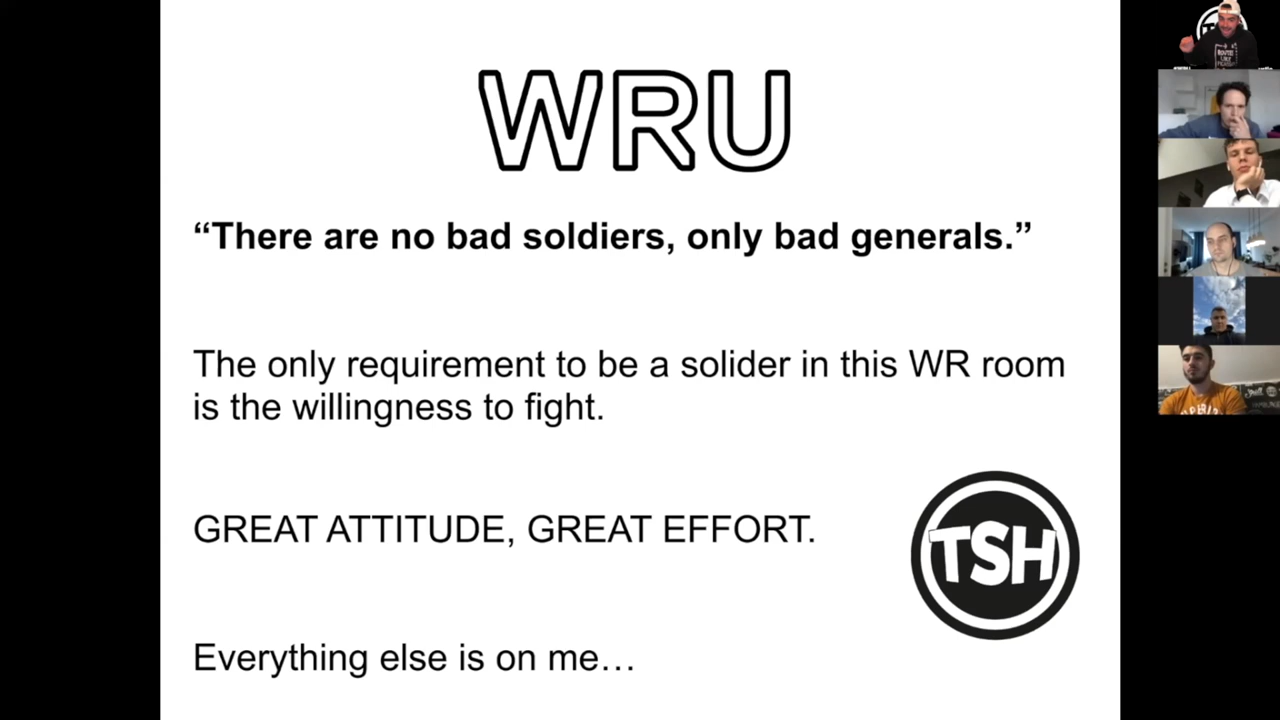 WRU
“There are no bad soldiers, only bad generals.”
The only requirement to be a solider in this WR room
is the willingness to fight.
GREAT ATTITUDE, GREAT EFFORT.
TSH
Everything else is on me…